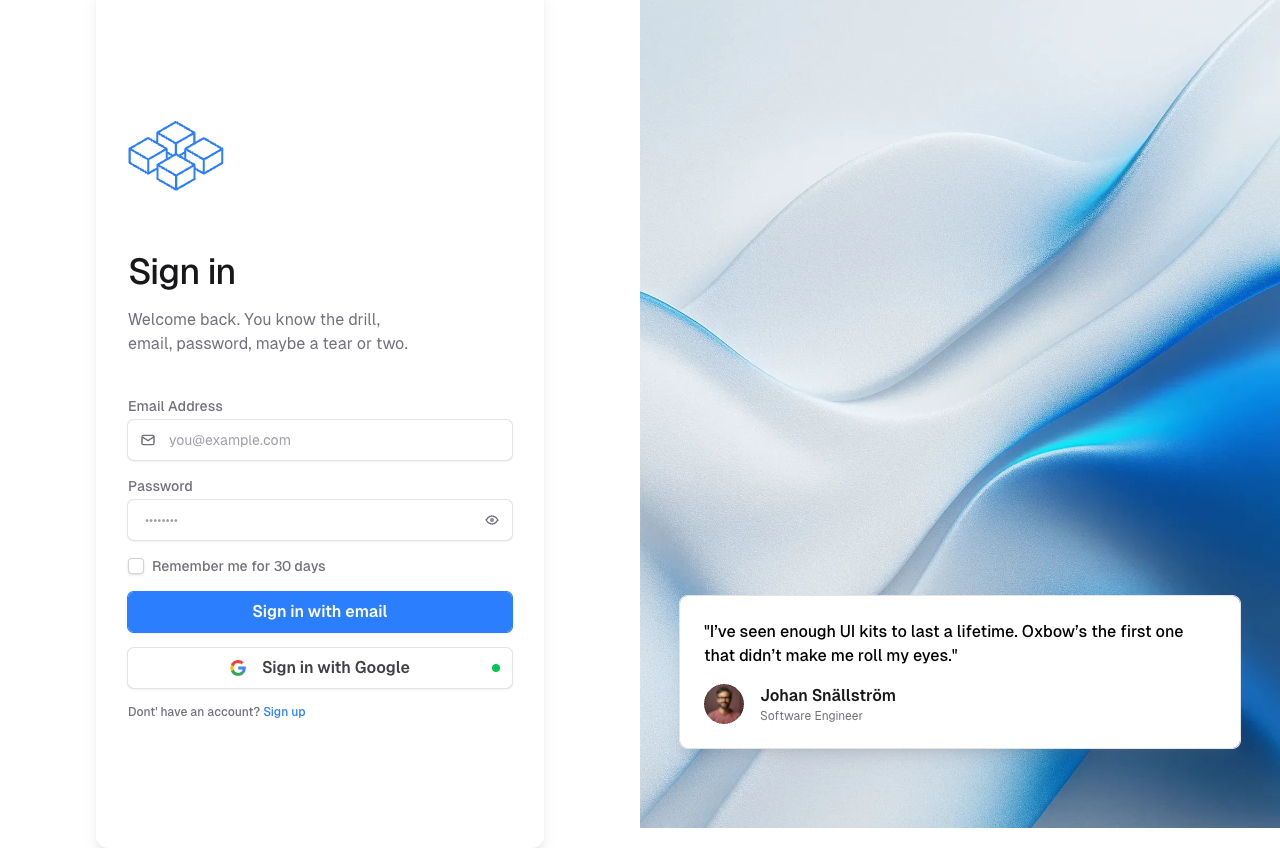 Sign in
Welcome back. You know the drill,
email, password, maybe a tear or two.
Email Address
you@example.com
Password
••••••••
Remember me for 30 days
Sign in with email
Sign in with Google
Dont' have an account? Sign up
"I’ve seen enough UI kits to last a lifetime. Oxbow’s the first one
that didn’t make me roll my eyes."
Johan Snällström
Software Engineer